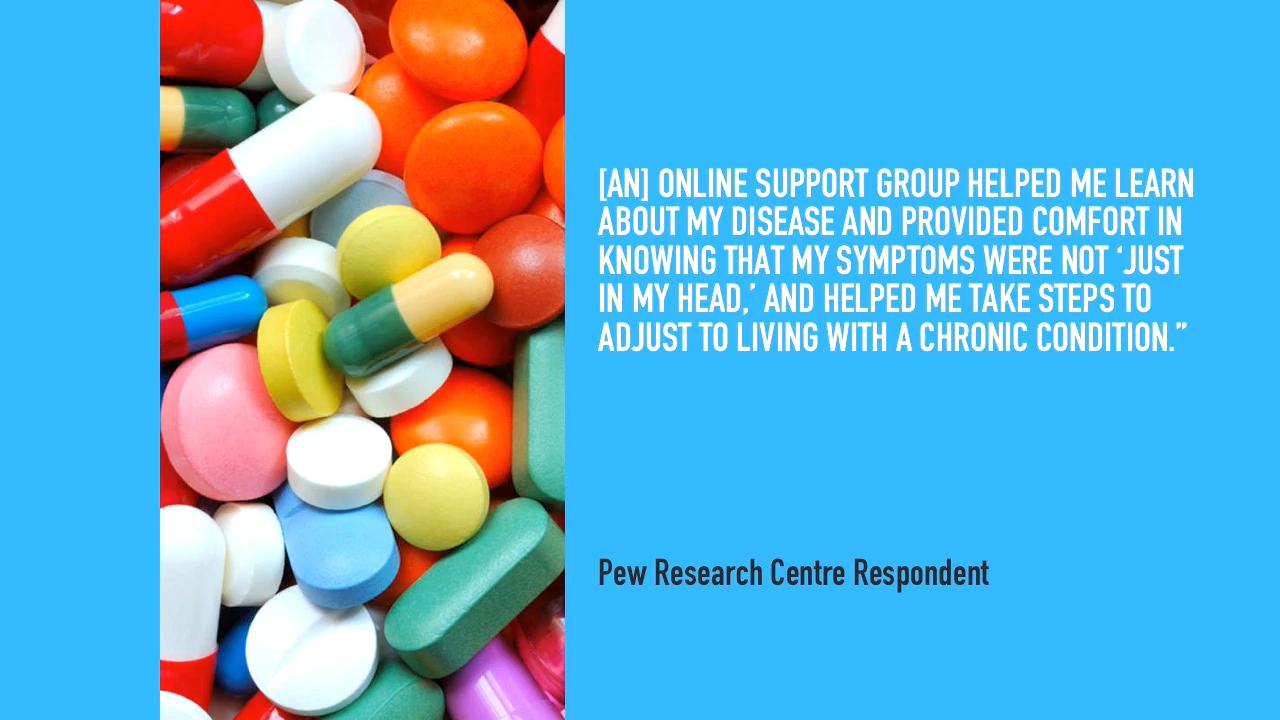 [AN] ONLINE SUPPORT GROUP HELPED ME LEARN
ABOUT MY DISEASE AND PROVIDED COMFORT IN
KNOWING THAT MY SYMPTOMS WERE NOT ‘JUST
IN MY HEAD,’ AND HELPED ME TAKE STEPS TO
ADJUST TO LIVING WITH A CHRONIC CONDITION.”
Pew Research Centre Respondent